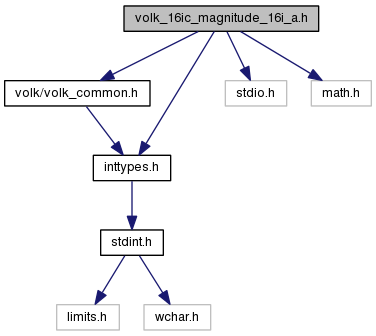 volk_16ic_magnitude_16i_a.h
volk/volk_common.h
stdio.h
math.h
inttypes.h
stdint.h
limits.h
wchar.h